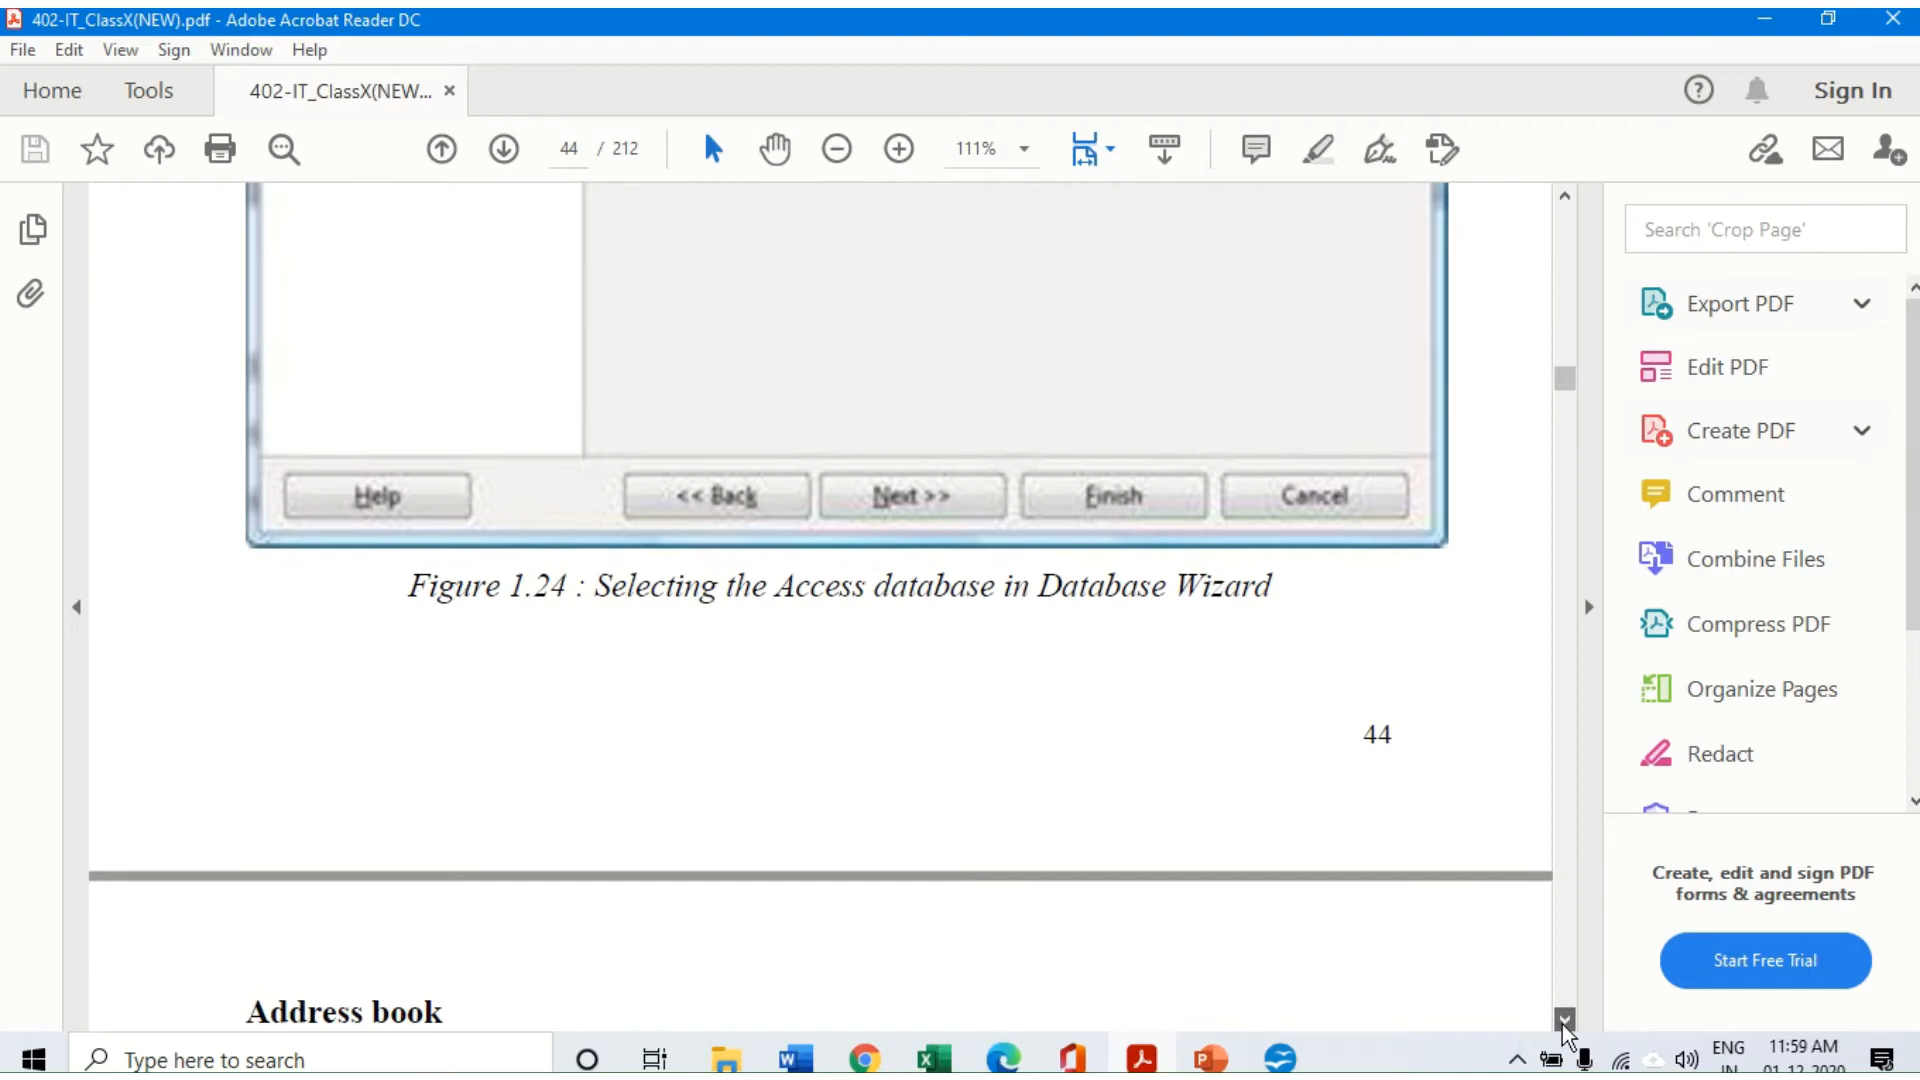 402-IT_ClassX(NEW).pdf - Adobe Acrobat Reader DC
File Edit View Sign Window Help
Home Tools 402-IT_ClassX(NEW... × Sign In
44 / 212 111%
Search 'Crop Page'
Export PDF
Edit PDF
Create PDF
Comment
Combine Files
Compress PDF
Organize Pages
Redact
Help << Back Next >> Finish Cancel
Figure 1.24 : Selecting the Access database in Database Wizard
44
Address book
Create, edit and sign PDF
forms & agreements
Start Free Trial
Type here to search
ENG 11:59 AM
01-12-2020